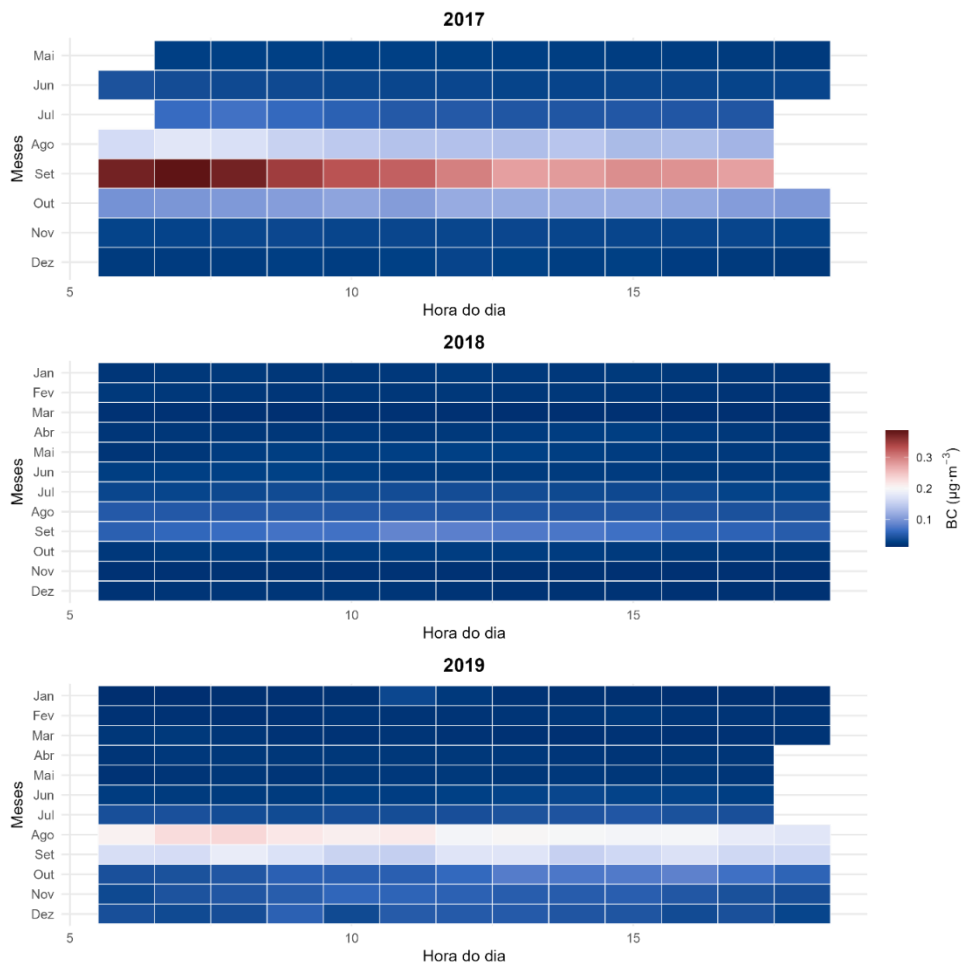 2017
Meses
Mai
Jun
Jul
Ago
Set
Out
Nov
Dez
5 10 15
Hora do dia
2018
Meses
Jan
Fev
Mar
Abr
Mai
Jun
Jul
Ago
Set
Out
Nov
Dez
5 10 15
Hora do dia
0.3
0.2
0.1
BC (μg·m⁻³)
2019
Meses
Jan
Fev
Mar
Abr
Mai
Jun
Jul
Ago
Set
Out
Nov
Dez
5 10 15
Hora do dia